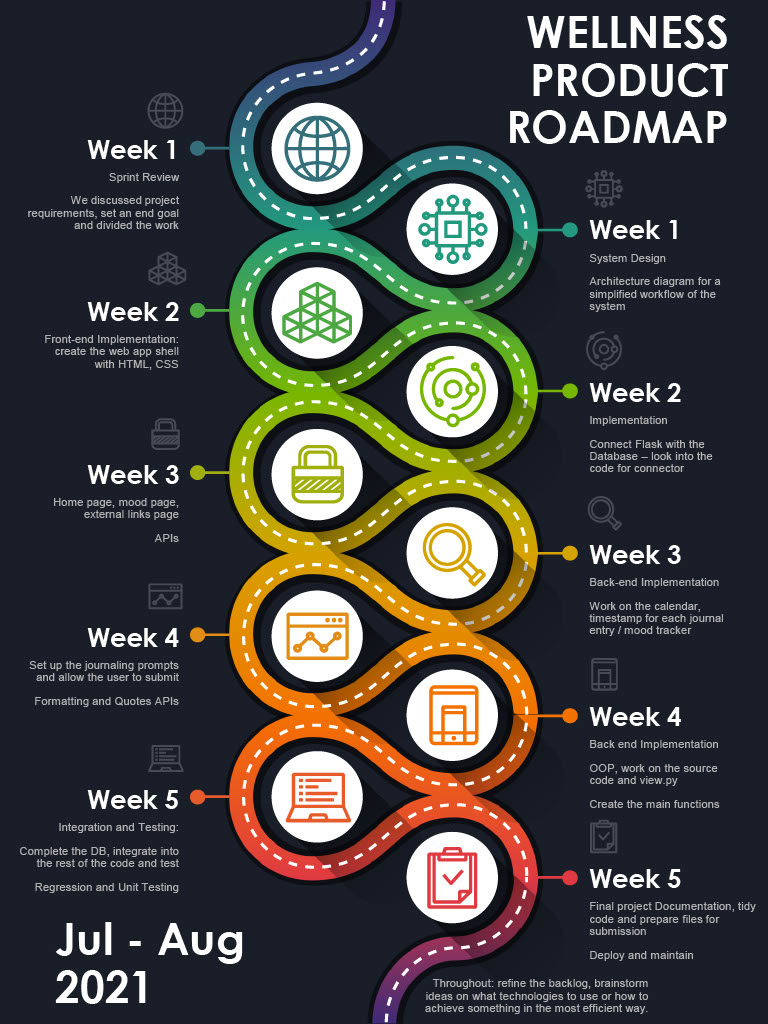 WELLNESS
PRODUCT
ROADMAP
Week 1
Sprint Review
We discussed project
requirements, set an end goal
and divided the work
Week 1
System Design
Architecture diagram for a
simplified workflow of the
system
Week 2
Front-end Implementation:
create the web app shell
with HTML, CSS
Week 2
Implementation
Connect Flask with the
Database – look into the
code for connector
Week 3
Home page, mood page,
external links page
APIs
Week 3
Back-end Implementation
Work on the calendar,
timestamp for each journal
entry / mood tracker
Week 4
Set up the journaling prompts
and allow the user to submit
Formatting and Quotes APIs
Week 4
Back end Implementation
OOP, work on the source
code and view.py
Create the main functions
Week 5
Integration and Testing:
Complete the DB, integrate into
the rest of the code and test
Regression and Unit Testing
Week 5
Final project Documentation, tidy
code and prepare files for
submission
Deploy and maintain
Jul - Aug
2021
Throughout: refine the backlog, brainstorm
ideas on what technologies to use or how to
achieve something in the most efficient way.